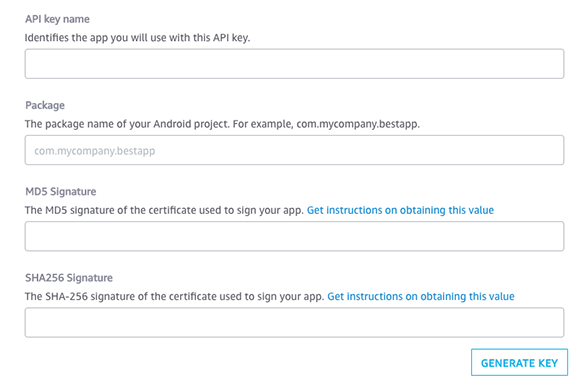 API key name
Identifies the app you will use with this API key.
Package
The package name of your Android project. For example, com.mycompany.bestapp.
com.mycompany.bestapp
MD5 Signature
The MD5 signature of the certificate used to sign your app. Get instructions on obtaining this value
SHA256 Signature
The SHA-256 signature of the certificate used to sign your app. Get instructions on obtaining this value
GENERATE KEY